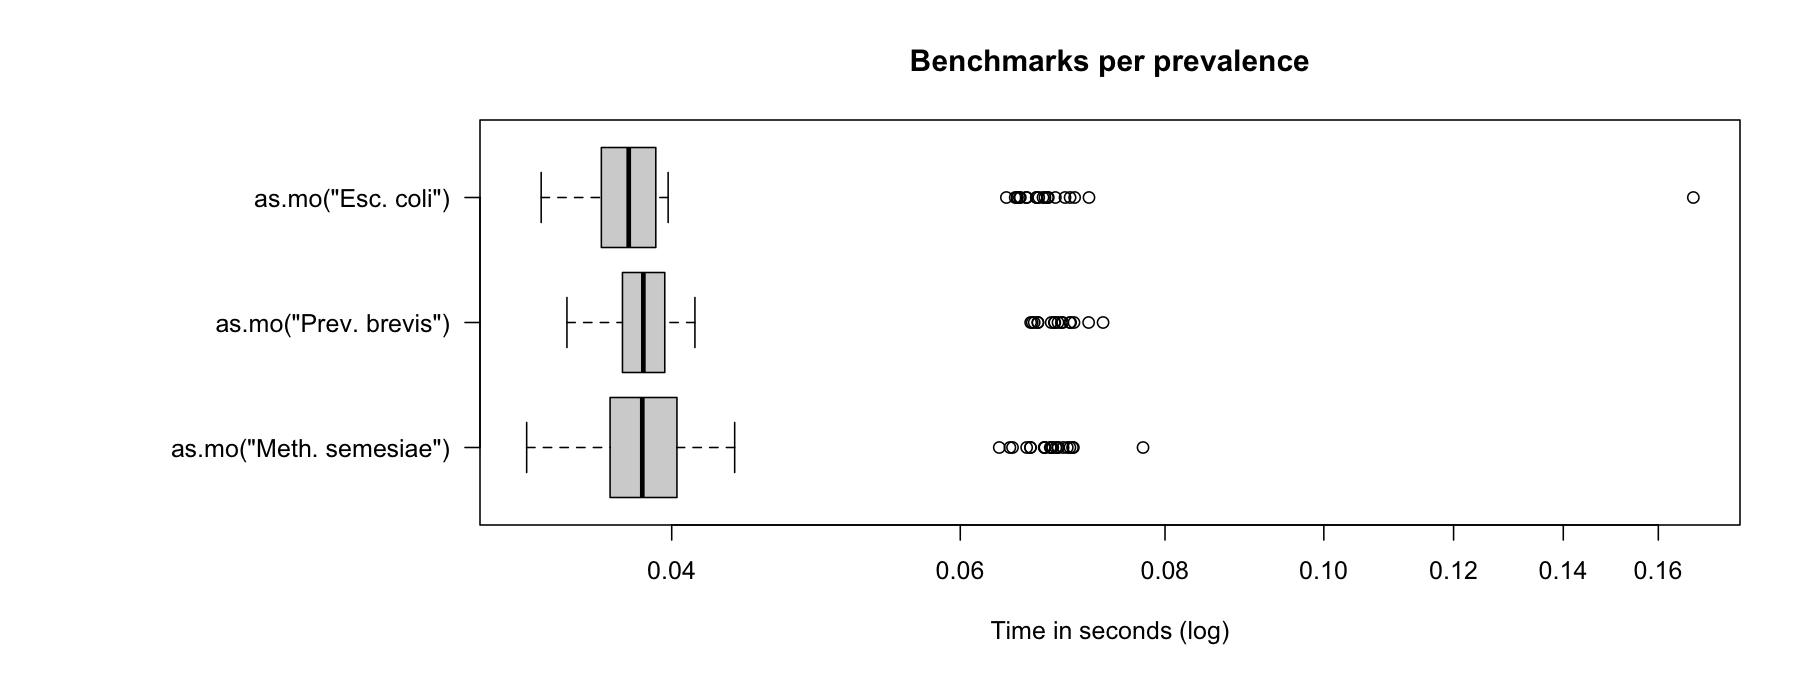 Benchmarks per prevalence
as.mo("Esc. coli")
as.mo("Prev. brevis")
as.mo("Meth. semesiae")
0.04 0.06 0.08 0.10 0.12 0.14 0.16
Time in seconds (log)